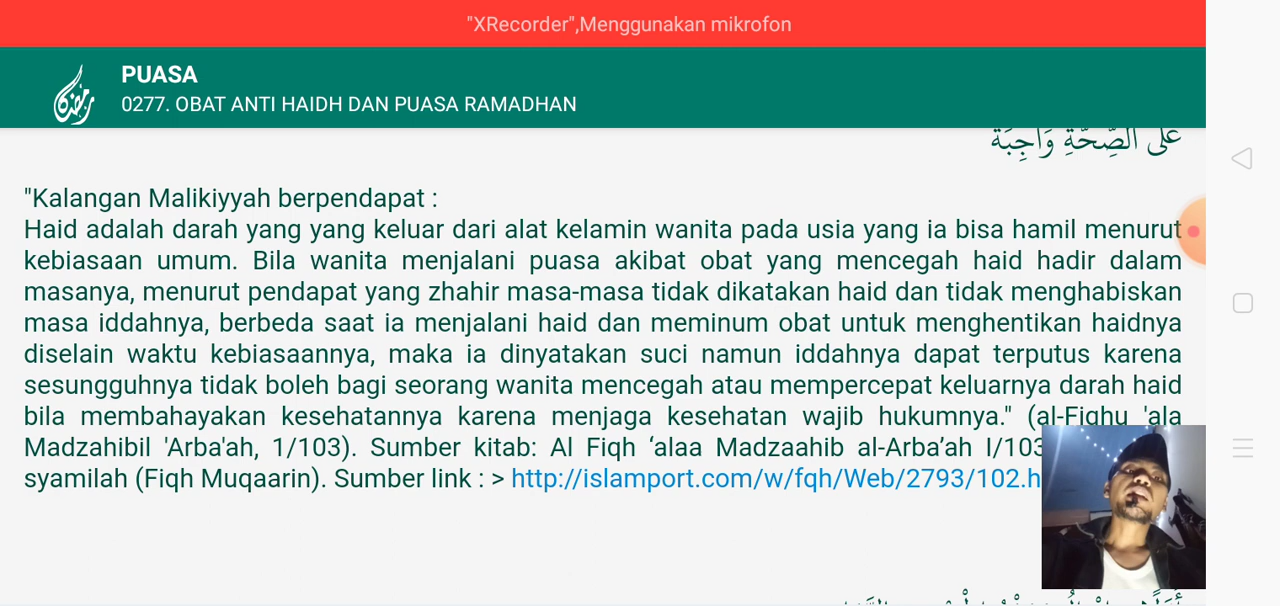 "XRecorder",Menggunakan mikrofon
PUASA
0277. OBAT ANTI HAIDH DAN PUASA RAMADHAN
عَلَى الصِّحَّةِ وَاجِبَةٌ
"Kalangan Malikiyyah berpendapat :
Haid adalah darah yang yang keluar dari alat kelamin wanita pada usia yang ia bisa hamil menurut
kebiasaan umum. Bila wanita menjalani puasa akibat obat yang mencegah haid hadir dalam
masanya, menurut pendapat yang zhahir masa-masa tidak dikatakan haid dan tidak menghabiskan
masa iddahnya, berbeda saat ia menjalani haid dan meminum obat untuk menghentikan haidnya
diselain waktu kebiasaannya, maka ia dinyatakan suci namun iddahnya dapat terputus karena
sesungguhnya tidak boleh bagi seorang wanita mencegah atau mempercepat keluarnya darah haid
bila membahayakan kesehatannya karena menjaga kesehatan wajib hukumnya." (al-Fiqhu 'ala
Madzahibil 'Arba'ah, 1/103). Sumber kitab: Al Fiqh ‘alaa Madzaahib al-Arba’ah I/103
syamilah (Fiqh Muqaarin). Sumber link : > http://islamport.com/w/fqh/Web/2793/102.h